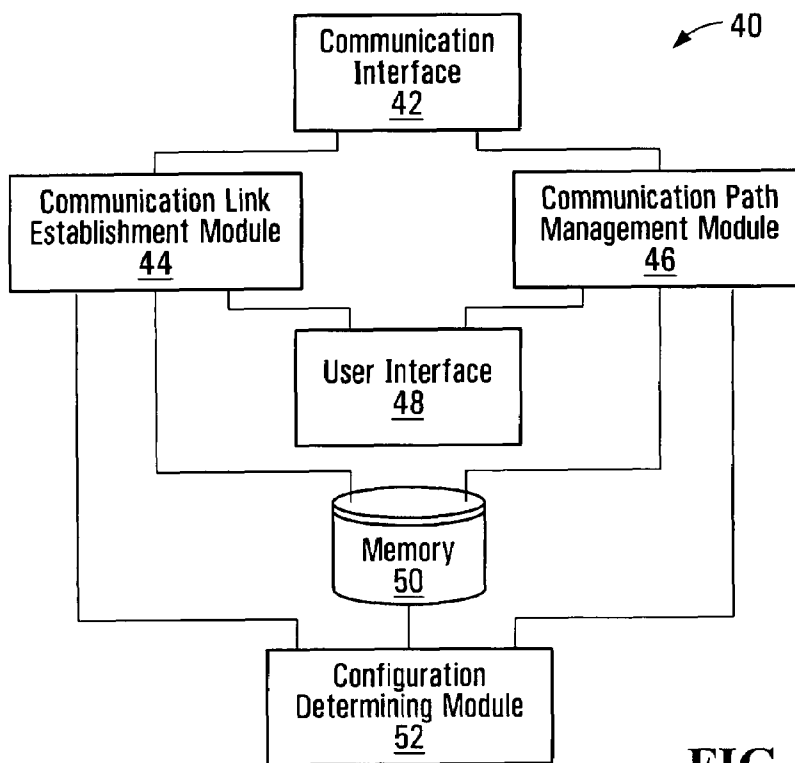 Communication
Interface
42
40
Communication Link
Establishment Module
44
Communication Path
Management Module
46
User Interface
48
Memory
50
Configuration
Determining Module
52
FIG